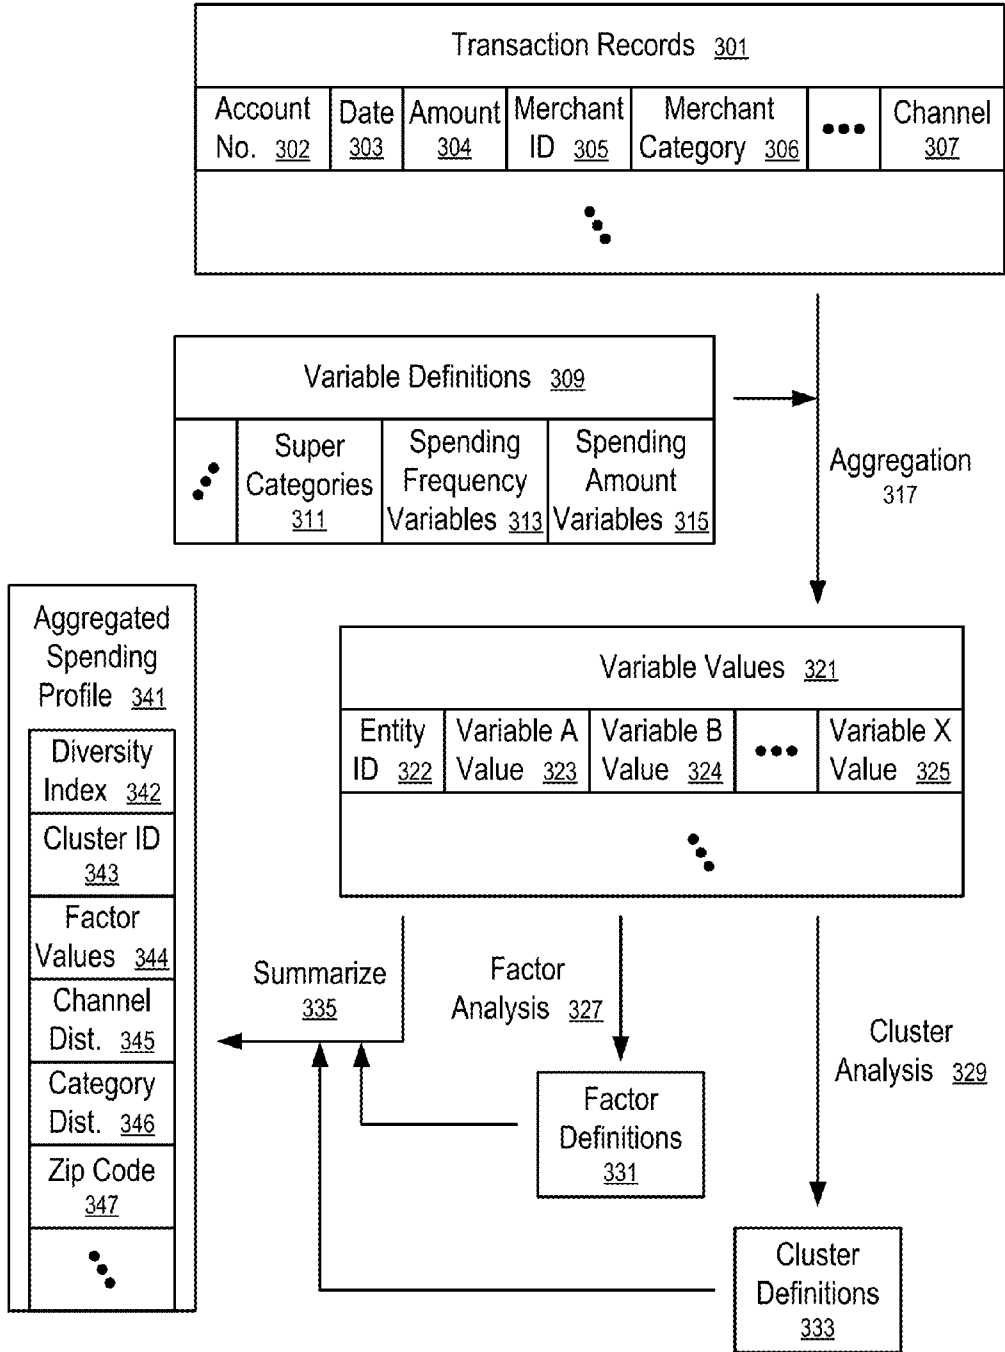 Transaction Records 301
Account
No. 302
Date
303
Amount
304
Merchant
ID 305
Merchant
Category 306
Channel
307
Variable Definitions 309
Super
Categories
311
Spending
Frequency
Variables 313
Spending
Amount
Variables 315
Aggregation
317
Aggregated
Spending
Profile 341
Diversity
Index 342
Cluster ID
343
Factor
Values 344
Channel
Dist. 345
Category
Dist. 346
Zip Code
347
Variable Values 321
Entity
ID 322
Variable A
Value 323
Variable B
Value 324
Variable X
Value 325
Summarize
335
Factor
Analysis 327
Cluster
Analysis 329
Factor
Definitions
331
Cluster
Definitions
333